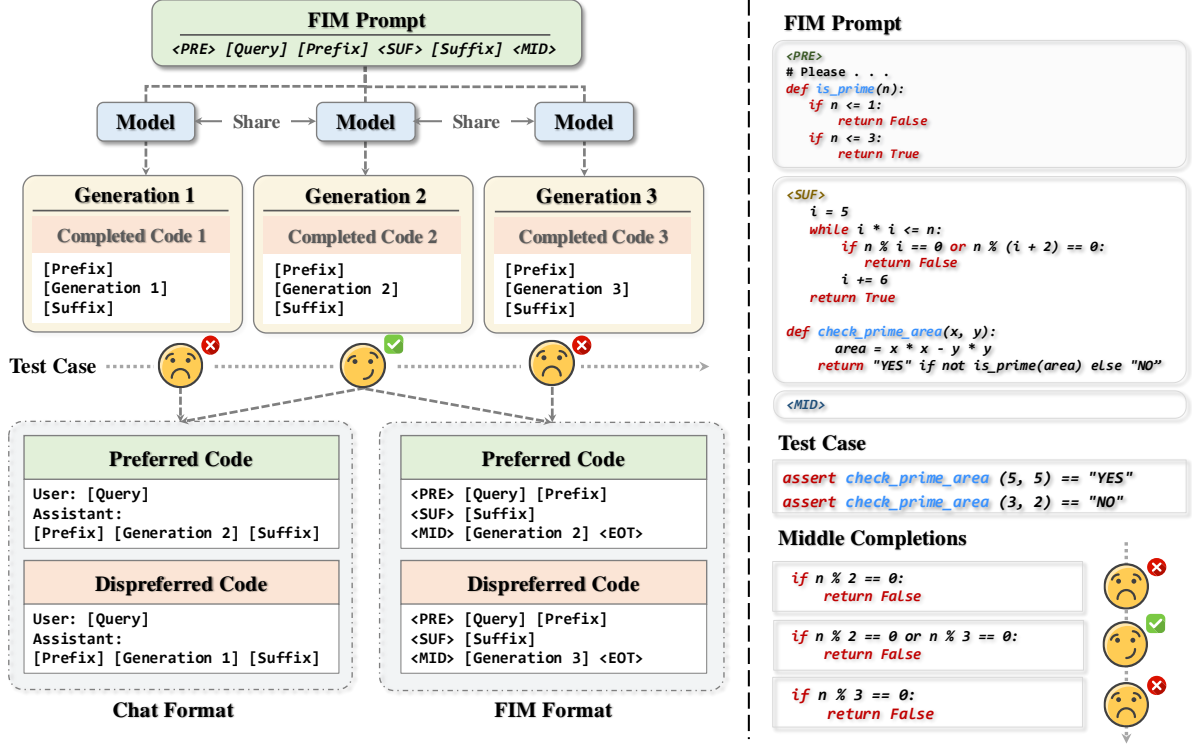 FIM Prompt
<PRE> [Query] [Prefix] <SUF> [Suffix] <MID>
Model
Share
Model
Share
Model
Generation 1
Completed Code 1
[Prefix]
[Generation 1]
[Suffix]
Generation 2
Completed Code 2
[Prefix]
[Generation 2]
[Suffix]
Generation 3
Completed Code 3
[Prefix]
[Generation 3]
[Suffix]
Test Case
Preferred Code
User: [Query]
Assistant:
[Prefix] [Generation 2] [Suffix]
Dispreferred Code
User: [Query]
Assistant:
[Prefix] [Generation 1] [Suffix]
Chat Format
Preferred Code
<PRE> [Query] [Prefix]
<SUF> [Suffix]
<MID> [Generation 2] <EOT>
Dispreferred Code
<PRE> [Query] [Prefix]
<SUF> [Suffix]
<MID> [Generation 3] <EOT>
FIM Format
FIM Prompt
<PRE>
# Please . . .
def is_prime(n):
if n <= 1:
return False
if n <= 3:
return True
<SUF>
i = 5
while i * i <= n:
if n % i == 0 or n % (i + 2) == 0:
return False
i += 6
return True
def check_prime_area(x, y):
area = x * x - y * y
return "YES" if not is_prime(area) else "NO”
<MID>
Test Case
assert check_prime_area (5, 5) == "YES"
assert check_prime_area (3, 2) == "NO"
Middle Completions
if n % 2 == 0:
return False
if n % 2 == 0 or n % 3 == 0:
return False
if n % 3 == 0:
return False